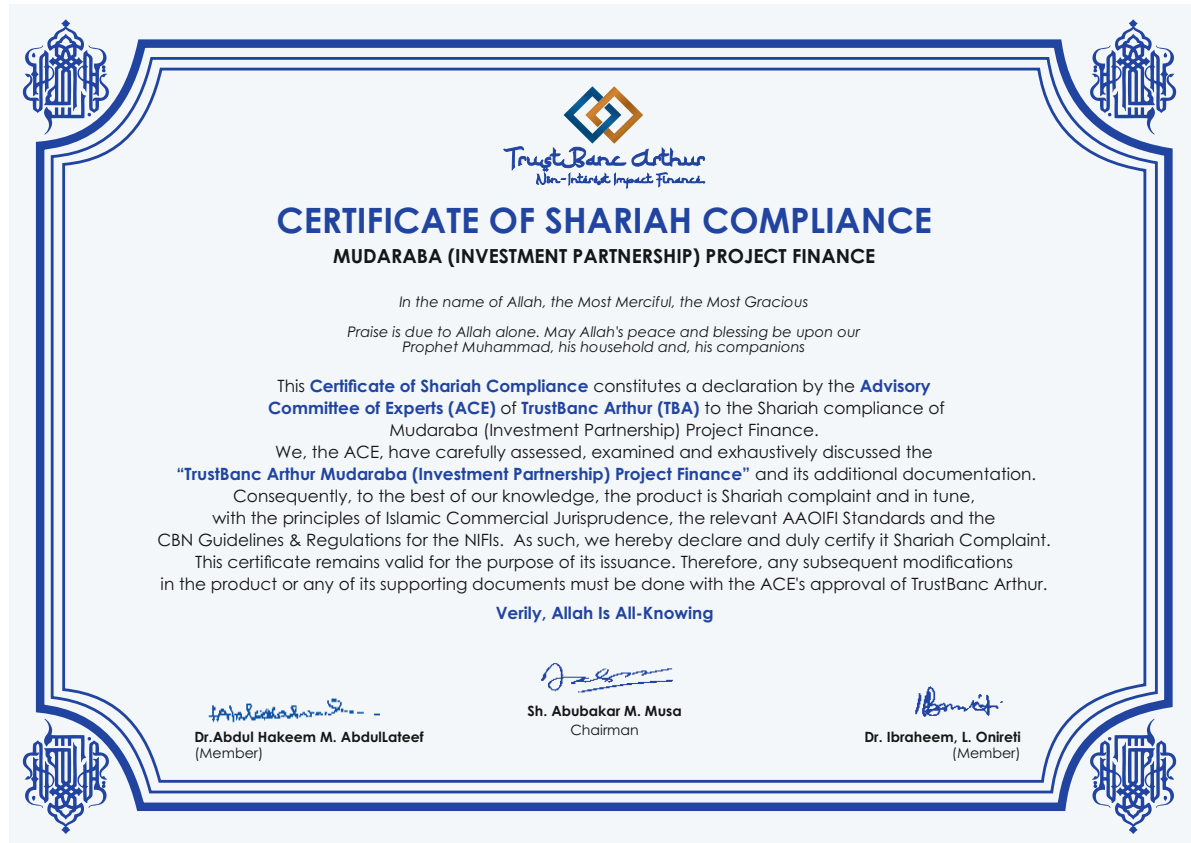 TrustBanc Arthur
Non-Interest Impact Finance
CERTIFICATE OF SHARIAH COMPLIANCE
MUDARABA (INVESTMENT PARTNERSHIP) PROJECT FINANCE
In the name of Allah, the Most Merciful, the Most Gracious
Praise is due to Allah alone. May Allah's peace and blessing be upon our
Prophet Muhammad, his household and, his companions
This Certificate of Shariah Compliance constitutes a declaration by the Advisory
Committee of Experts (ACE) of TrustBanc Arthur (TBA) to the Shariah compliance of
Mudaraba (Investment Partnership) Project Finance.
We, the ACE, have carefully assessed, examined and exhaustively discussed the
“TrustBanc Arthur Mudaraba (Investment Partnership) Project Finance” and its additional documentation.
Consequently, to the best of our knowledge, the product is Shariah complaint and in tune,
with the principles of Islamic Commercial Jurisprudence, the relevant AAOIFI Standards and the
CBN Guidelines & Regulations for the NIFIs. As such, we hereby declare and duly certify it Shariah Complaint.
This certificate remains valid for the purpose of its issuance. Therefore, any subsequent modifications
in the product or any of its supporting documents must be done with the ACE's approval of TrustBanc Arthur.
Verily, Allah Is All-Knowing
Dr.Abdul Hakeem M. AbdulLateef
(Member)
Sh. Abubakar M. Musa
Chairman
Dr. Ibraheem, L. Onireti
(Member)